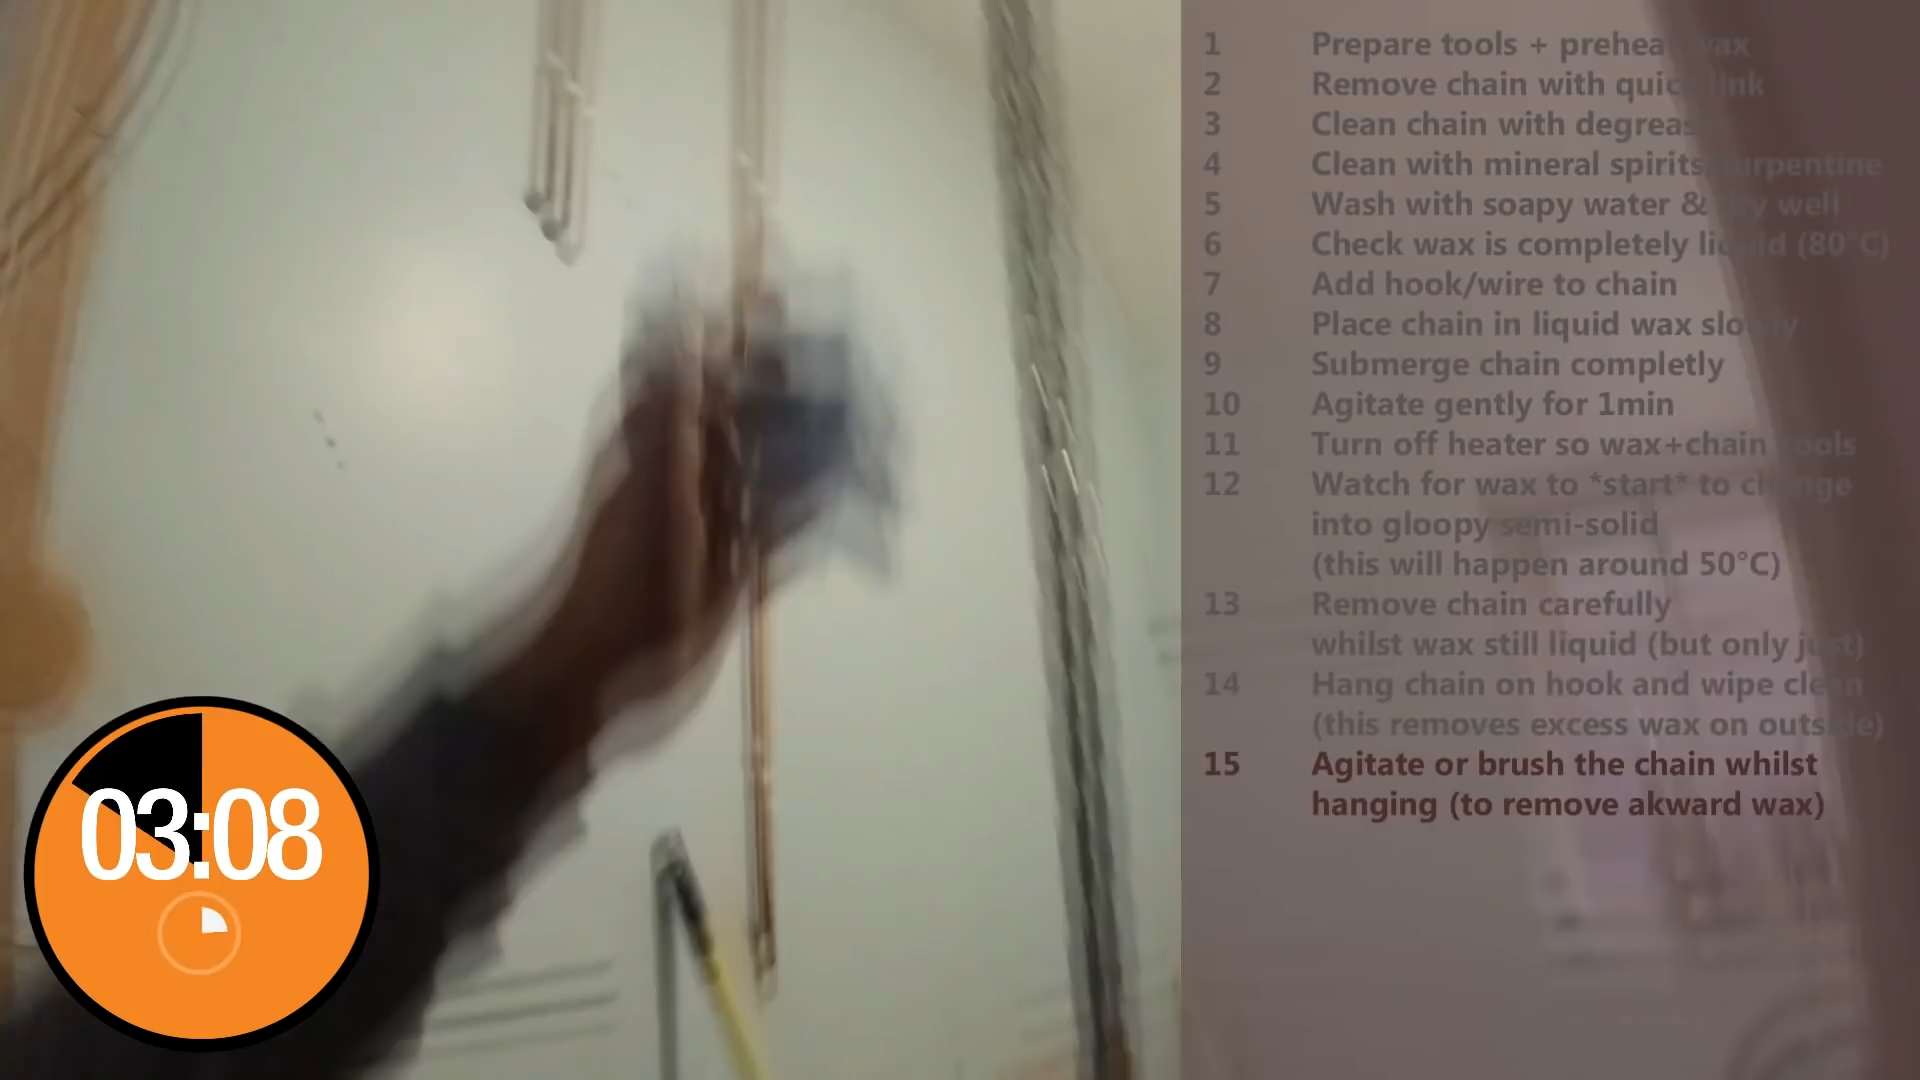 1 Prepare tools + preheat wax
2 Remove chain with quick link
3 Clean chain with degreaser
4 Clean with mineral spirits/turpentine
5 Wash with soapy water & dry well
6 Check wax is completely liquid (80°C)
7 Add hook/wire to chain
8 Place chain in liquid wax slowly
9 Submerge chain completly
10 Agitate gently for 1min
11 Turn off heater so wax+chain cools
12 Watch for wax to *start* to change
into gloopy semi-solid
(this will happen around 50°C)
13 Remove chain carefully
whilst wax still liquid (but only just)
14 Hang chain on hook and wipe clean
(this removes excess wax on outside)
15 Agitate or brush the chain whilst
hanging (to remove akward wax)
03:08